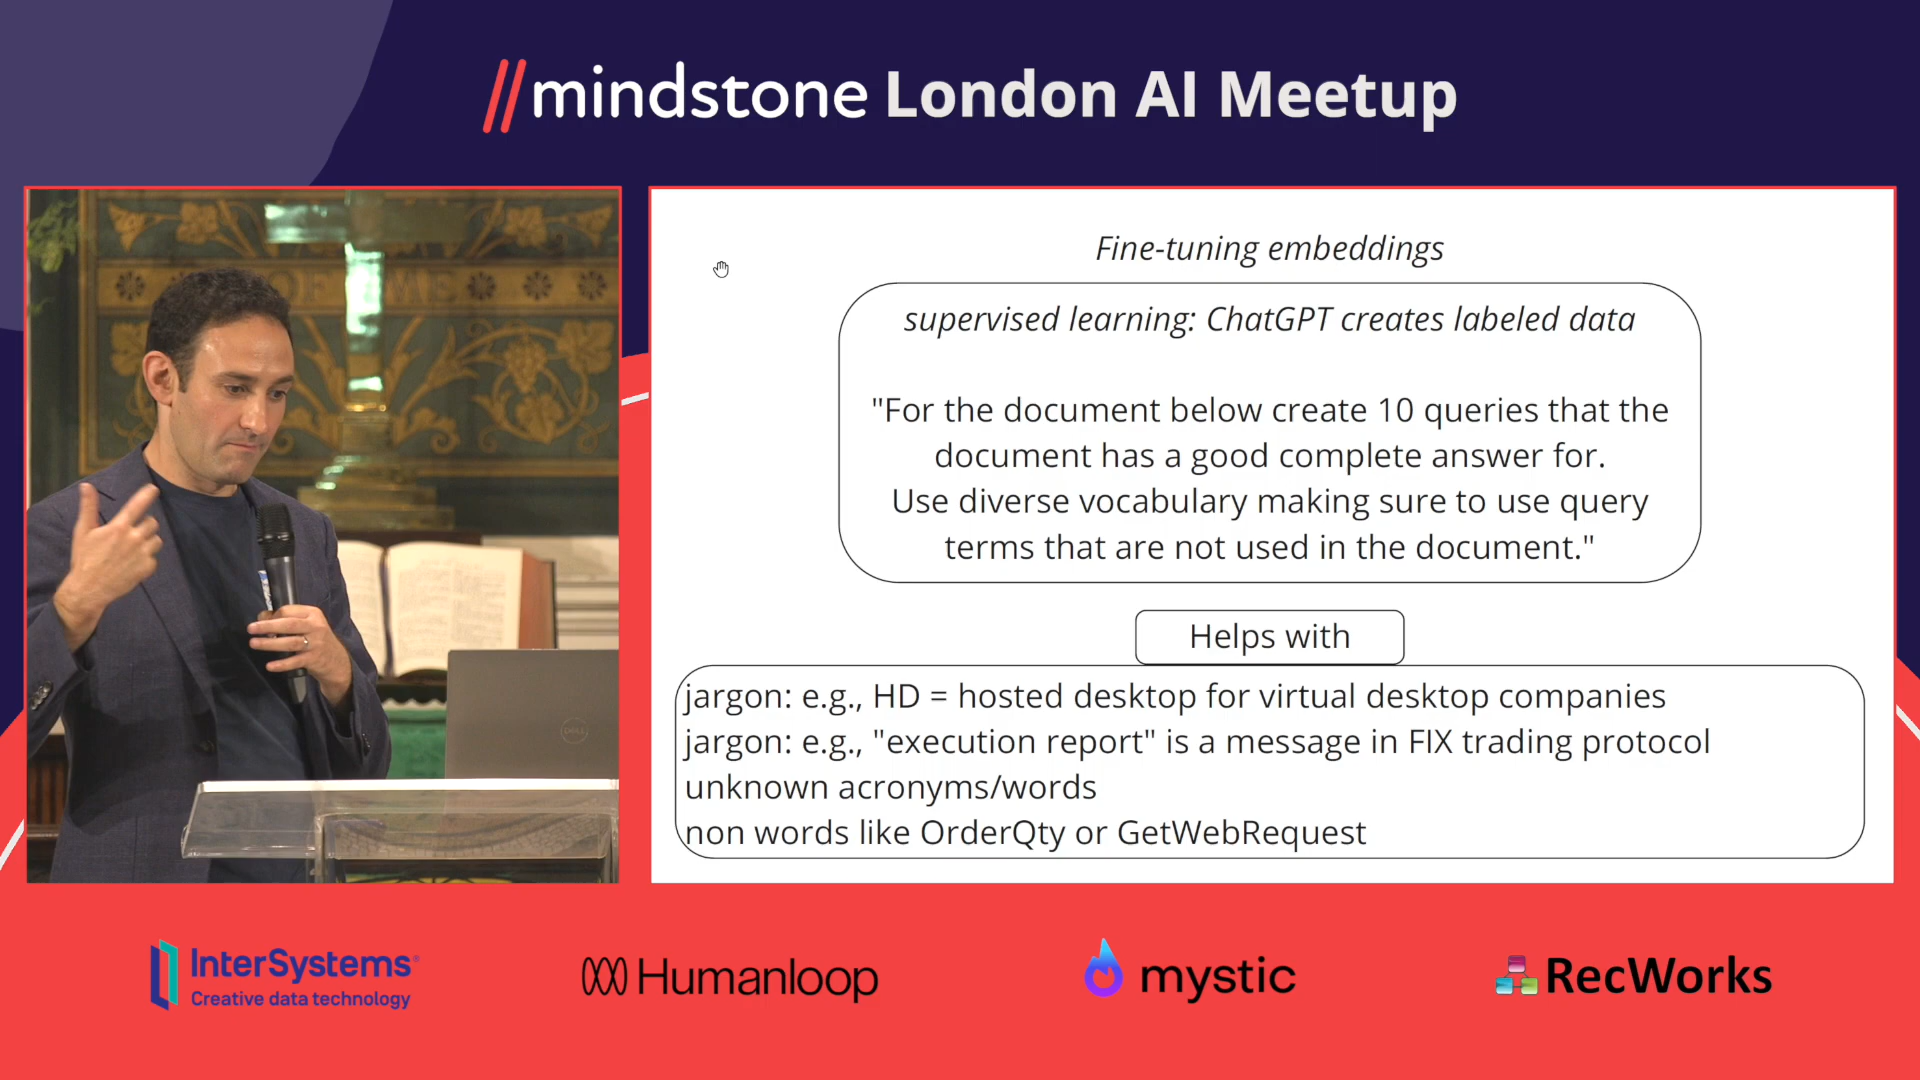 //mindstone London AI Meetup
Fine-tuning embeddings
supervised learning: ChatGPT creates labeled data
"For the document below create 10 queries that the
document has a good complete answer for.
Use diverse vocabulary making sure to use query
terms that are not used in the document."
Helps with
jargon: e.g., HD = hosted desktop for virtual desktop companies
jargon: e.g., "execution report" is a message in FIX trading protocol
unknown acronyms/words
non words like OrderQty or GetWebRequest
DELL
InterSystems
Creative data technology
Humanloop
mystic
RecWorks